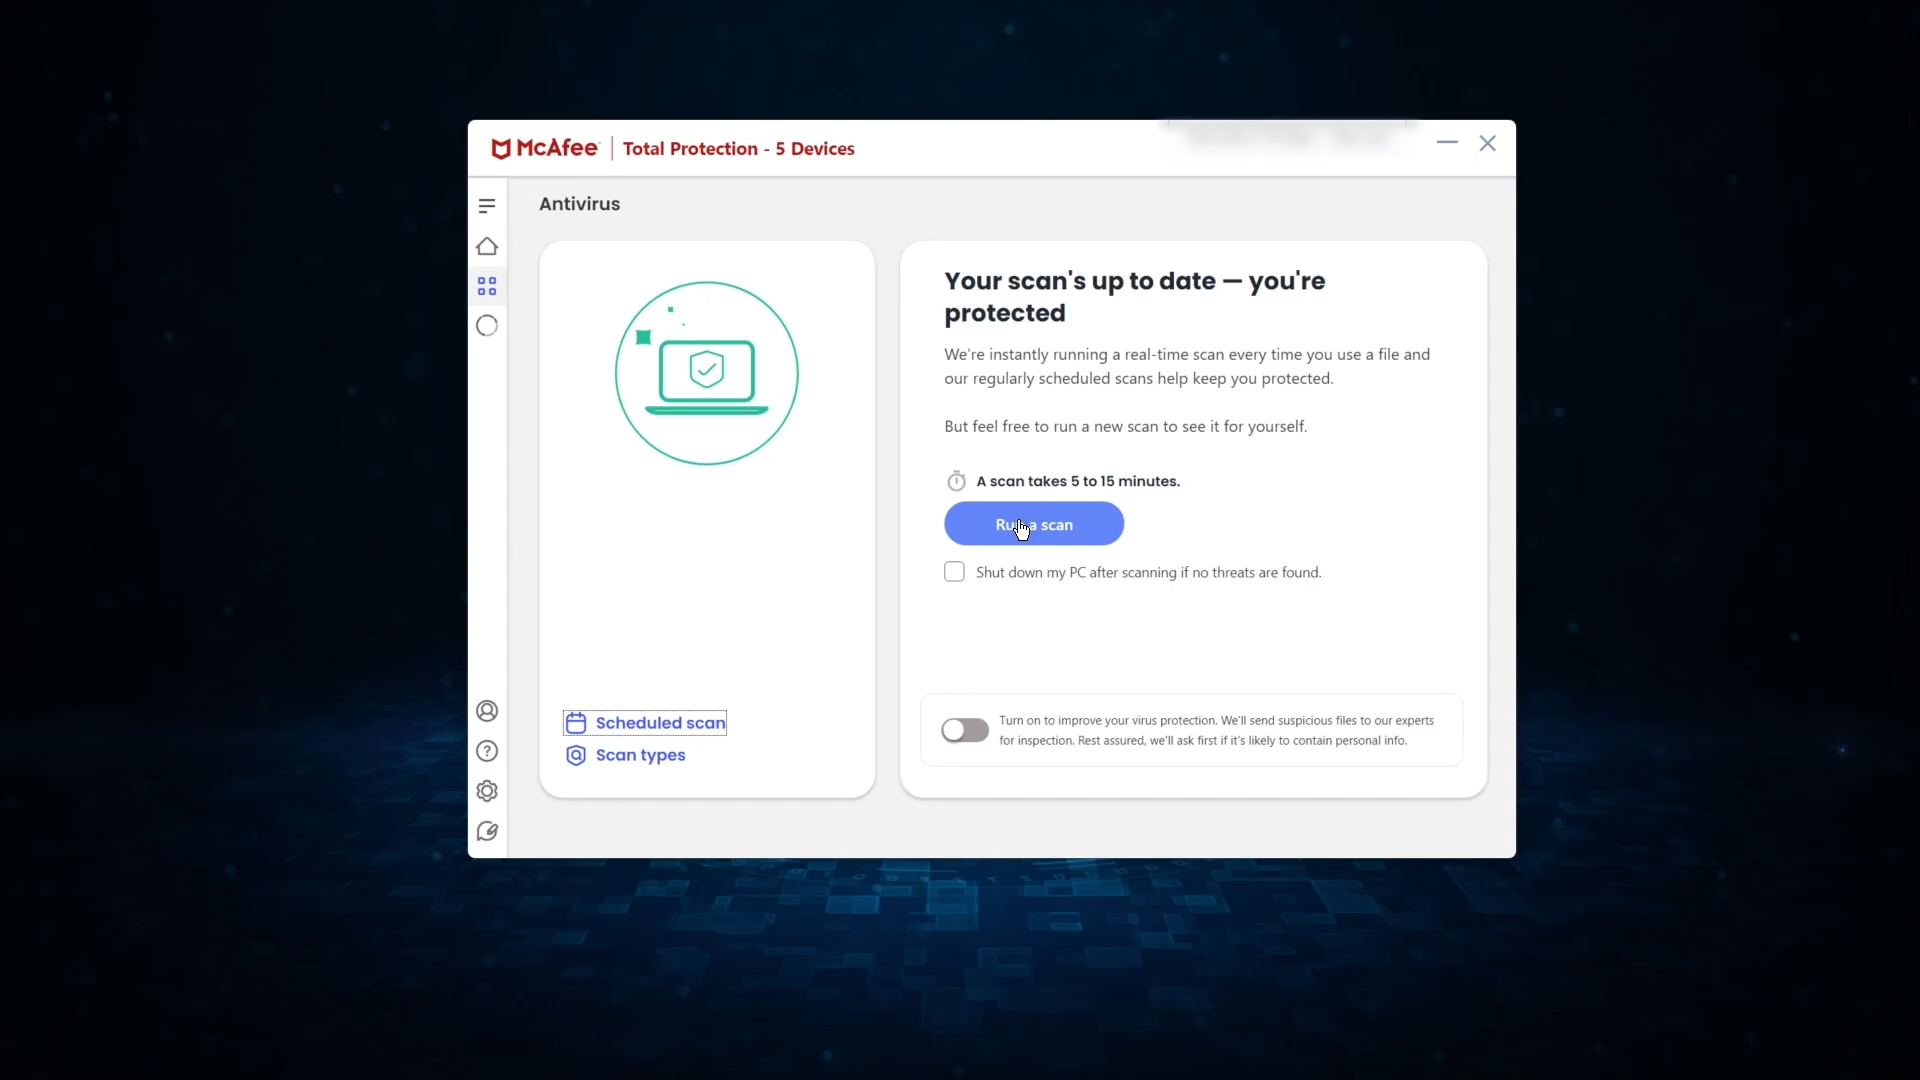 McAfee
Total Protection - 5 Devices
Antivirus
Your scan's up to date — you're
protected
We're instantly running a real-time scan every time you use a file and
our regularly scheduled scans help keep you protected.
But feel free to run a new scan to see it for yourself.
A scan takes 5 to 15 minutes.
Run a scan
Shut down my PC after scanning if no threats are found.
Scheduled scan
Scan types
Turn on to improve your virus protection. We'll send suspicious files to our experts
for inspection. Rest assured, we'll ask first if it's likely to contain personal info.